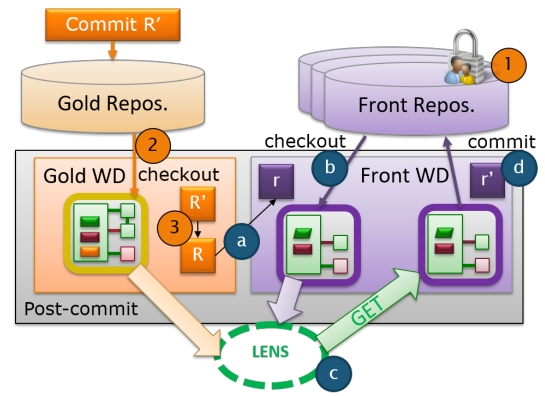 Commit R’
1
Gold Repos.
Front Repos.
2
checkout
commit
Gold WD
checkout
b
Front WD
d
r
r’
R’
3
a
R
Post-commit
GET
LENS
c